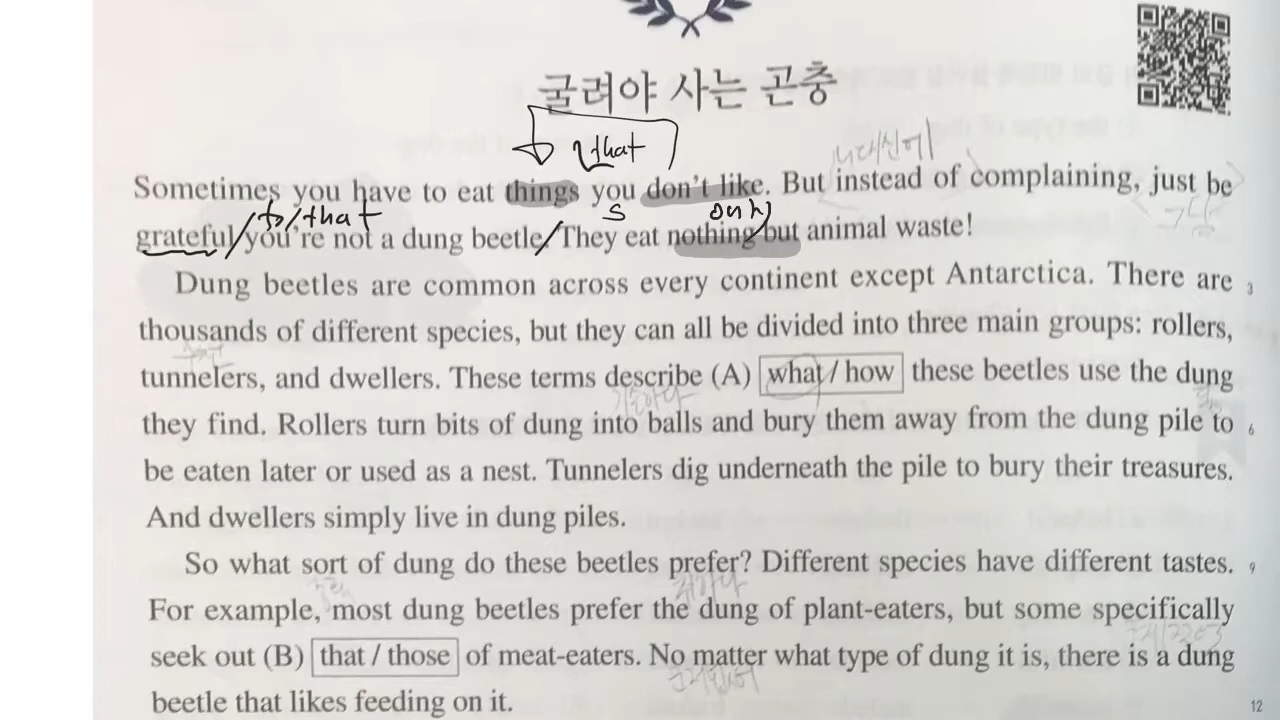 굴려야 사는 곤충
that
대신에
Sometimes you have to eat things you don't like. But instead of complaining, just be
that
S
only
그냥
grateful you're not a dung beetle. They eat nothing but animal waste!
Dung beetles are common across every continent except Antarctica. There are
3
thousands of different species, but they can all be divided into three main groups: rollers,
tunnelers, and dwellers. These terms describe (A) what / how these beetles use the dung
they find. Rollers turn bits of dung into balls and bury them away from the dung pile to
6
be eaten later or used as a nest. Tunnelers dig underneath the pile to bury their treasures.
And dwellers simply live in dung piles.
So what sort of dung do these beetles prefer? Different species have different tastes.
9
For example, most dung beetles prefer the dung of plant-eaters, but some specifically
seek out (B) that / those of meat-eaters. No matter what type of dung it is, there is a dung
beetle that likes feeding on it.
12